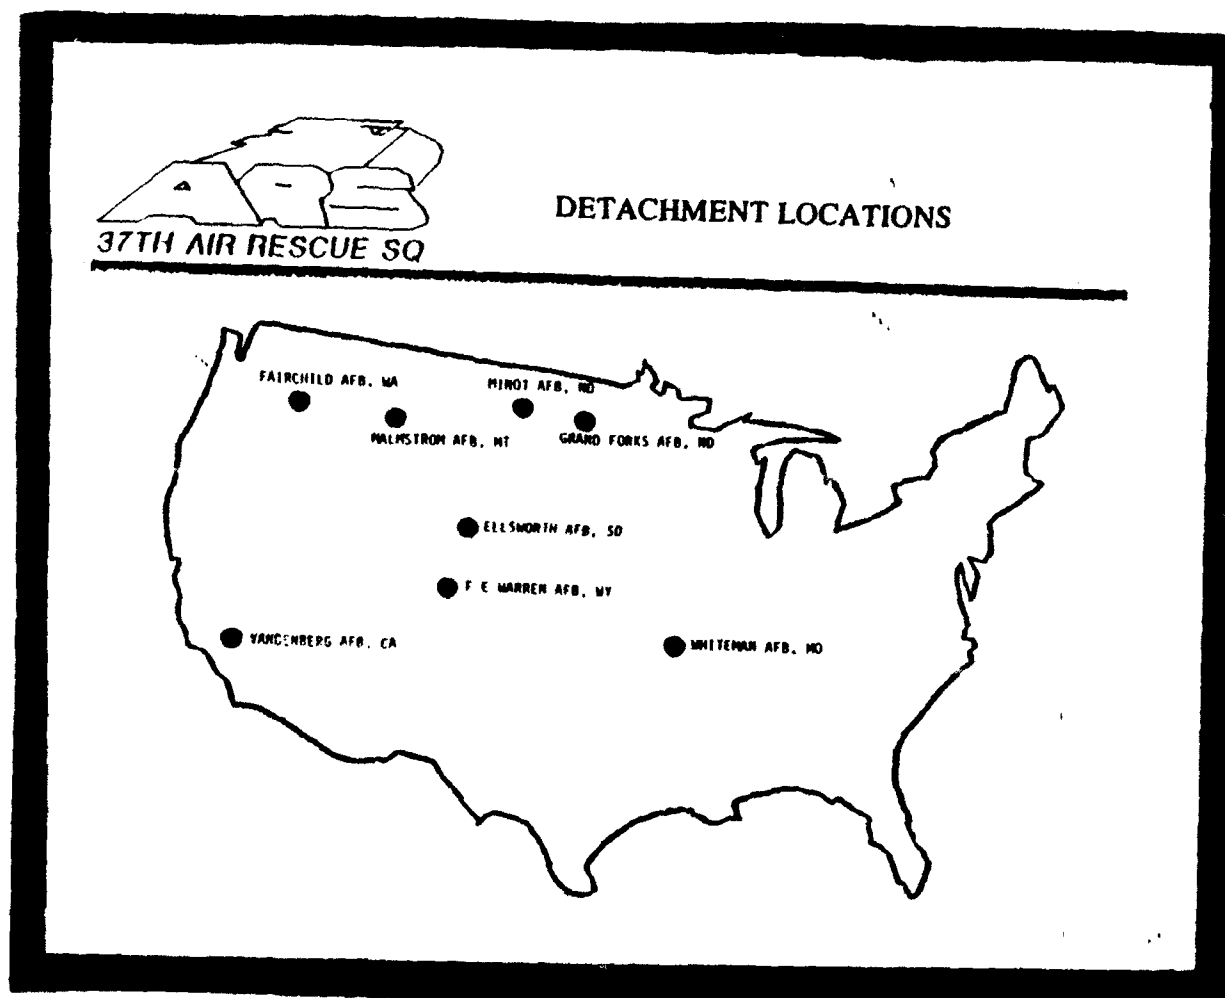 ARS
37TH AIR RESCUE SQ
DETACHMENT LOCATIONS
FAIRCHILD AFB, WA
MINOT AFB, ND
MALMSTROM AFB, MT
GRAND FORKS AFB, ND
ELLSWORTH AFB, SD
F E WARREN AFB, WY
VANDENBERG AFB, CA
WHITEMAN AFB, MO